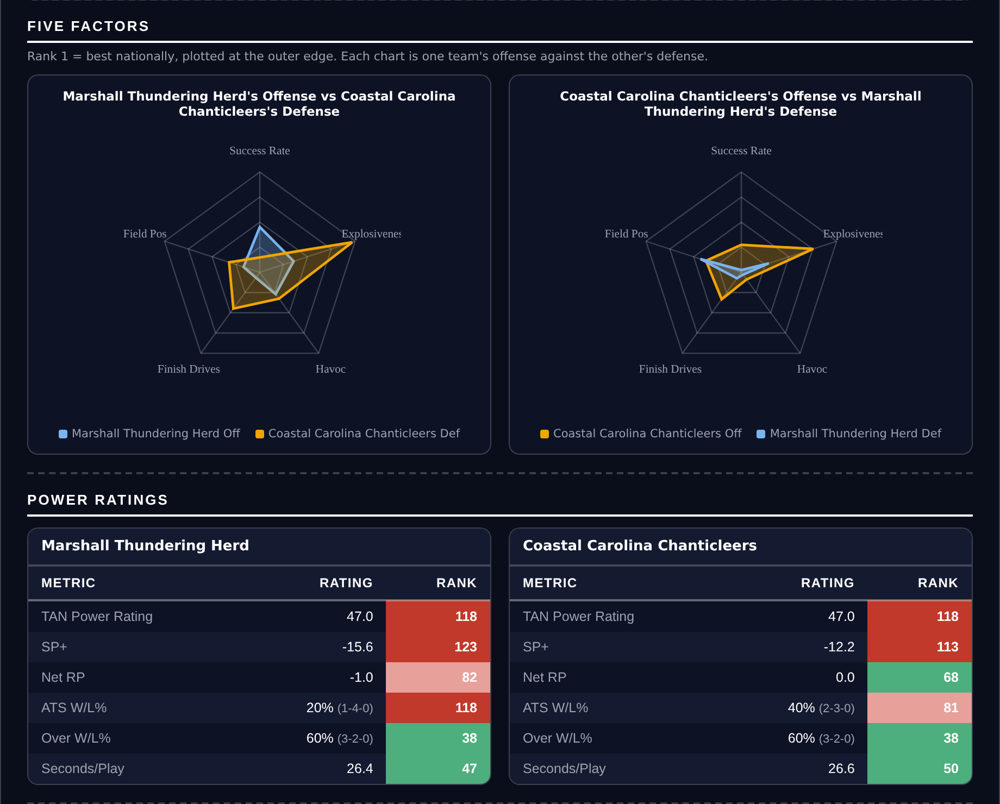 FIVE FACTORS
Rank 1 = best nationally, plotted at the outer edge. Each chart is one team's offense against the other's defense.
Marshall Thundering Herd's Offense vs Coastal Carolina
Chanticleers's Defense
Success Rate
Field Pos
Explosivenes
Finish Drives
Havoc
Marshall Thundering Herd Off
Coastal Carolina Chanticleers Def
Coastal Carolina Chanticleers's Offense vs Marshall
Thundering Herd's Defense
Success Rate
Field Pos
Explosivenes
Finish Drives
Havoc
Coastal Carolina Chanticleers Off
Marshall Thundering Herd Def
POWER RATINGS
Marshall Thundering Herd
METRIC RATING RANK
TAN Power Rating 47.0 118
SP+ -15.6 123
Net RP -1.0 82
ATS W/L% 20% (1-4-0) 118
Over W/L% 60% (3-2-0) 38
Seconds/Play 26.4 47
Coastal Carolina Chanticleers
METRIC RATING RANK
TAN Power Rating 47.0 118
SP+ -12.2 113
Net RP 0.0 68
ATS W/L% 40% (2-3-0) 81
Over W/L% 60% (3-2-0) 38
Seconds/Play 26.6 50